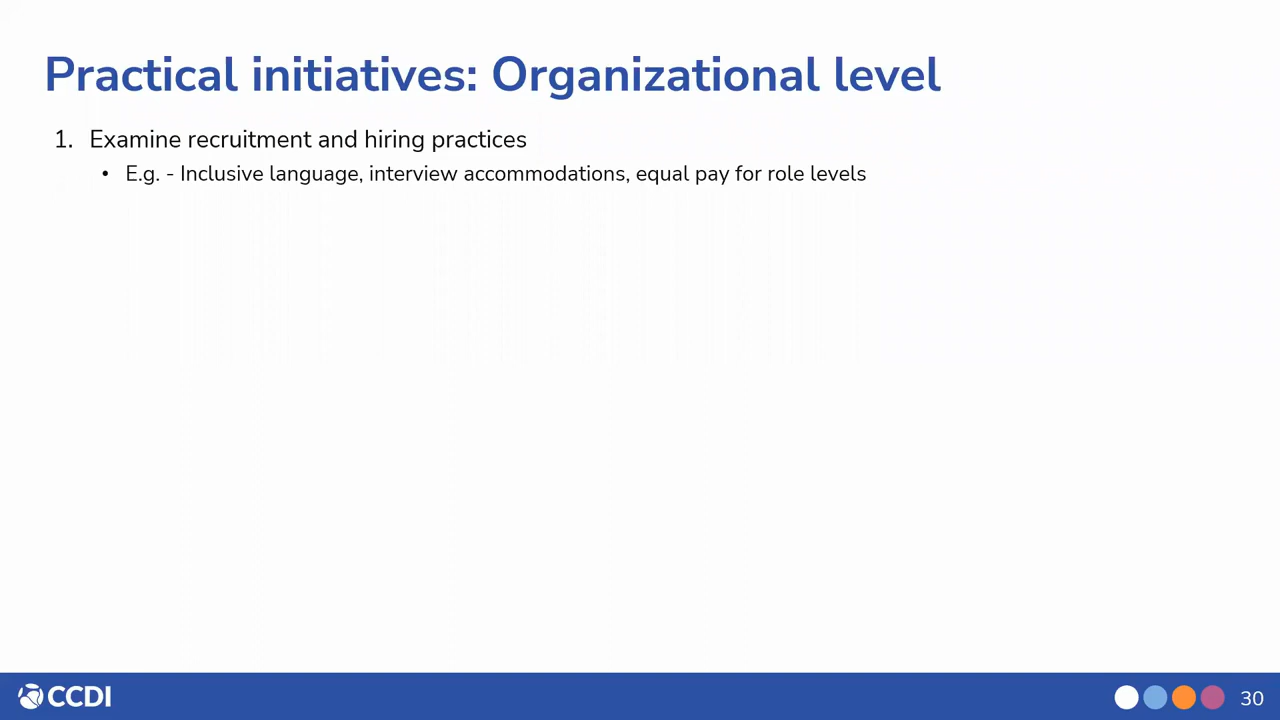 Practical initiatives: Organizational level
1. Examine recruitment and hiring practices
• E.g. - Inclusive language, interview accommodations, equal pay for role levels
CCDI
30